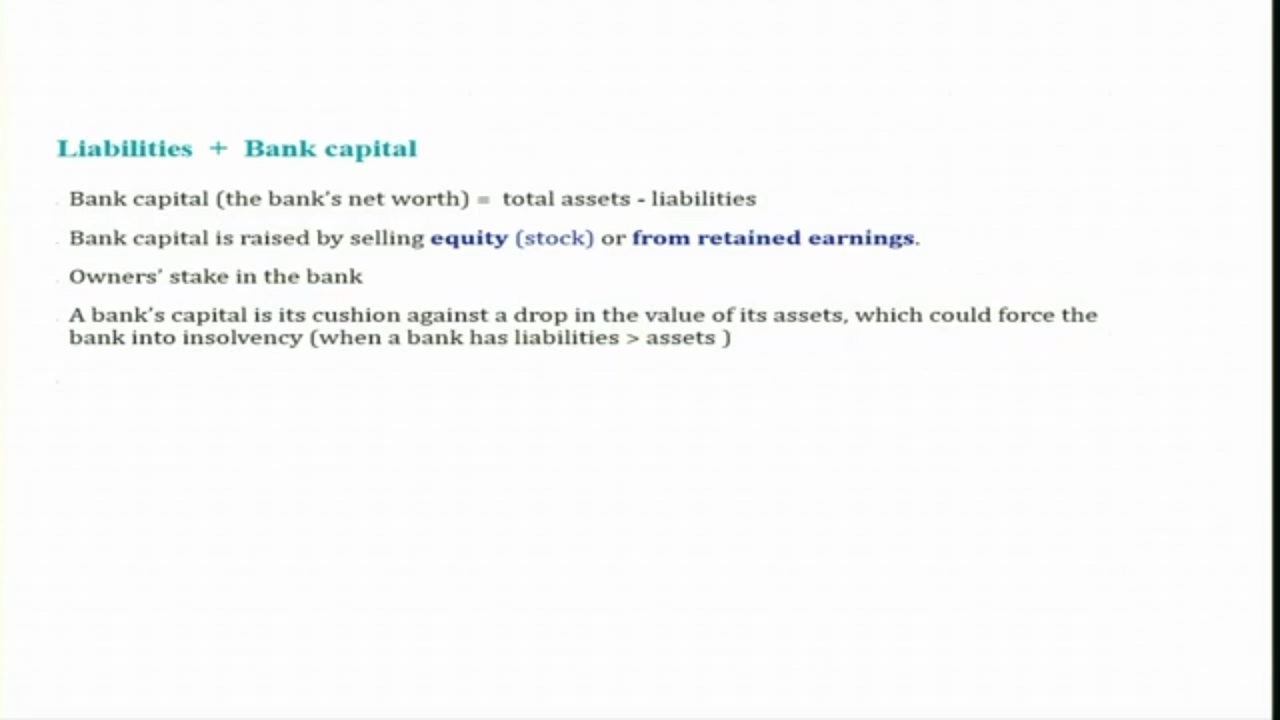 Liabilities + Bank capital
Bank capital (the bank's net worth) = total assets - liabilities
Bank capital is raised by selling equity (stock) or from retained earnings.
Owners' stake in the bank
A bank's capital is its cushion against a drop in the value of its assets, which could force the
bank into insolvency (when a bank has liabilities > assets )